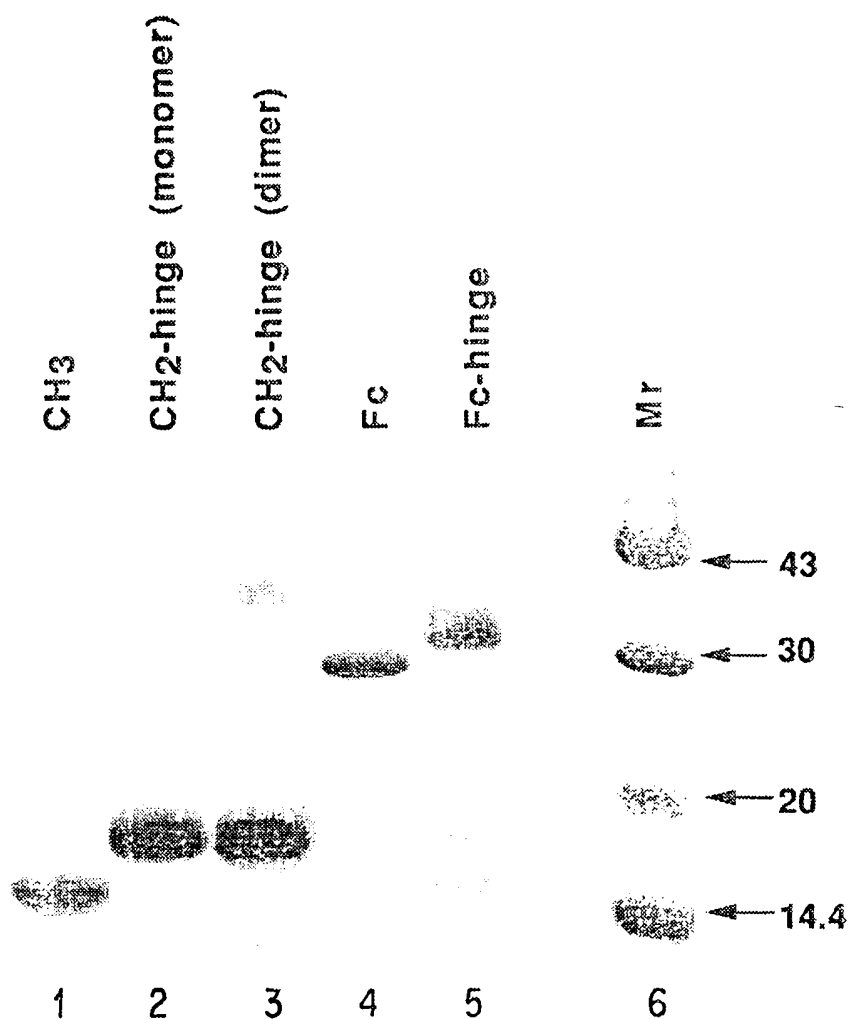 CH3
CH2-hinge (monomer)
CH2-hinge (dimer)
Fc
Fc-hinge
Mr
43
30
20
14.4
1 2 3 4 5 6